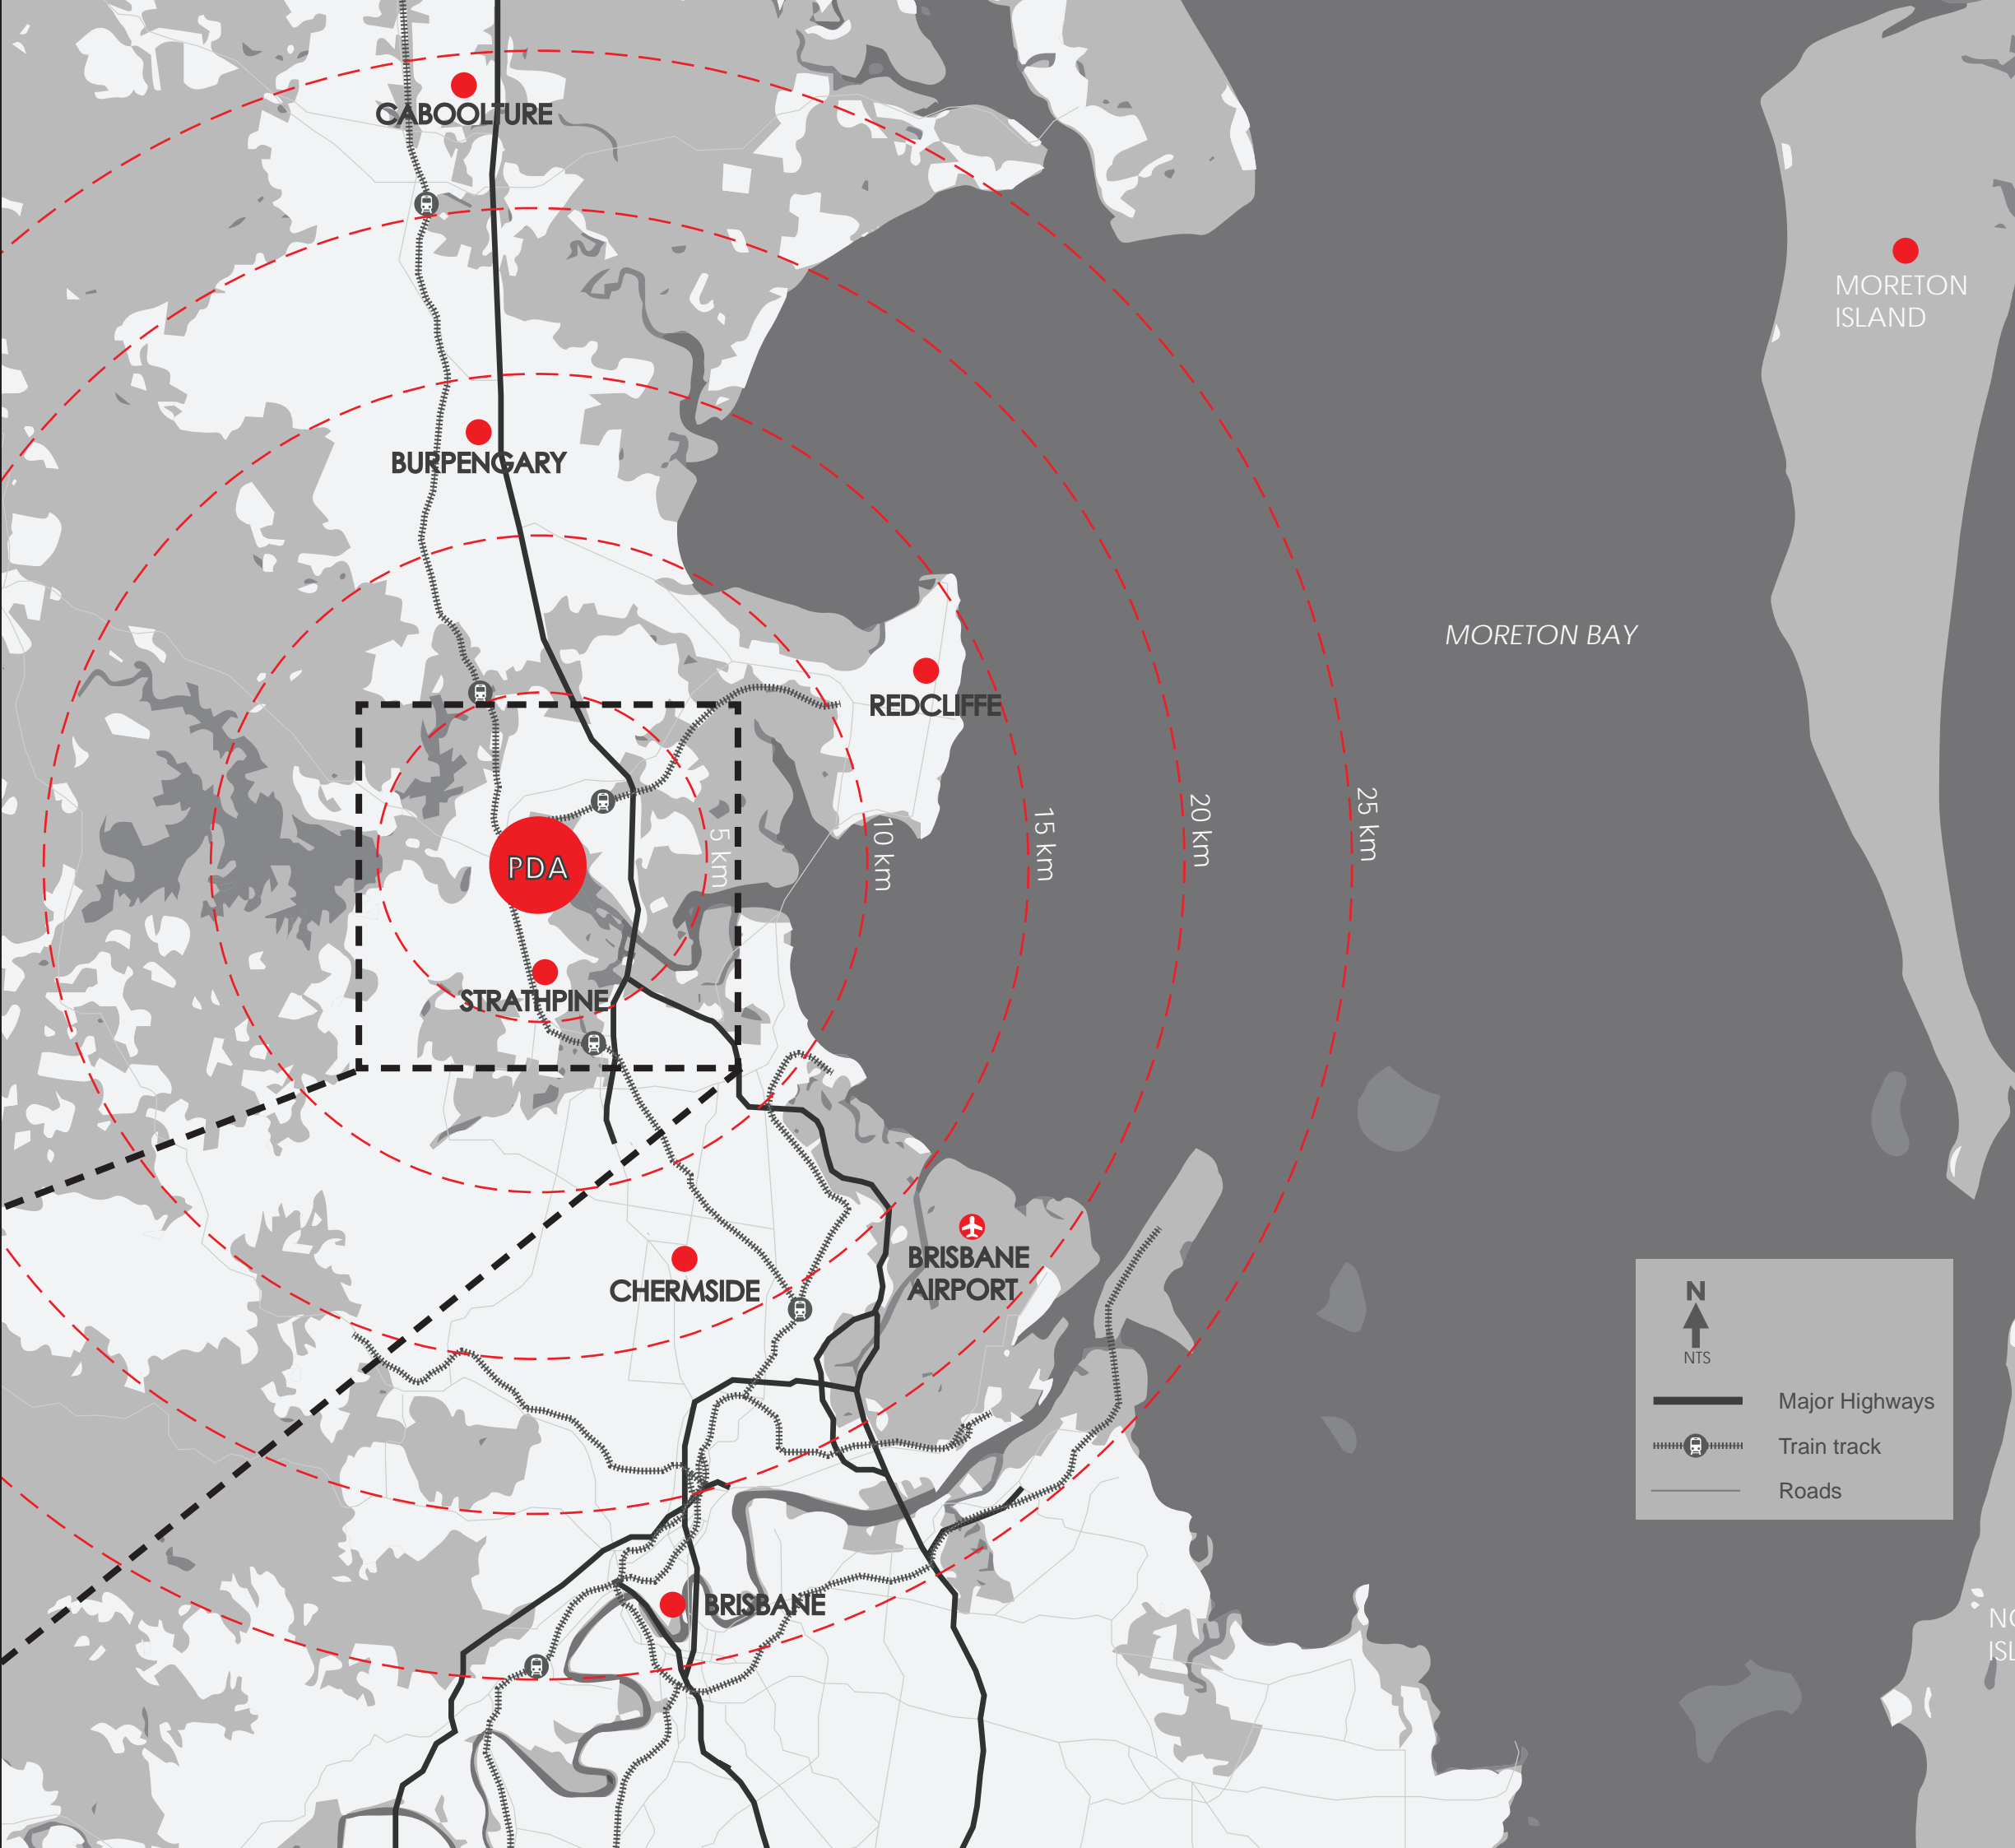 CABOOLTURE
MORETON
ISLAND
BURPENGARY
MORETON BAY
REDCLIFFE
5 km
10 km
15 km
20 km
25 km
PDA
STRATHPINE
BRISBANE
AIRPORT
CHERMSIDE
N
NTS
Major Highways
Train track
Roads
BRISBANE